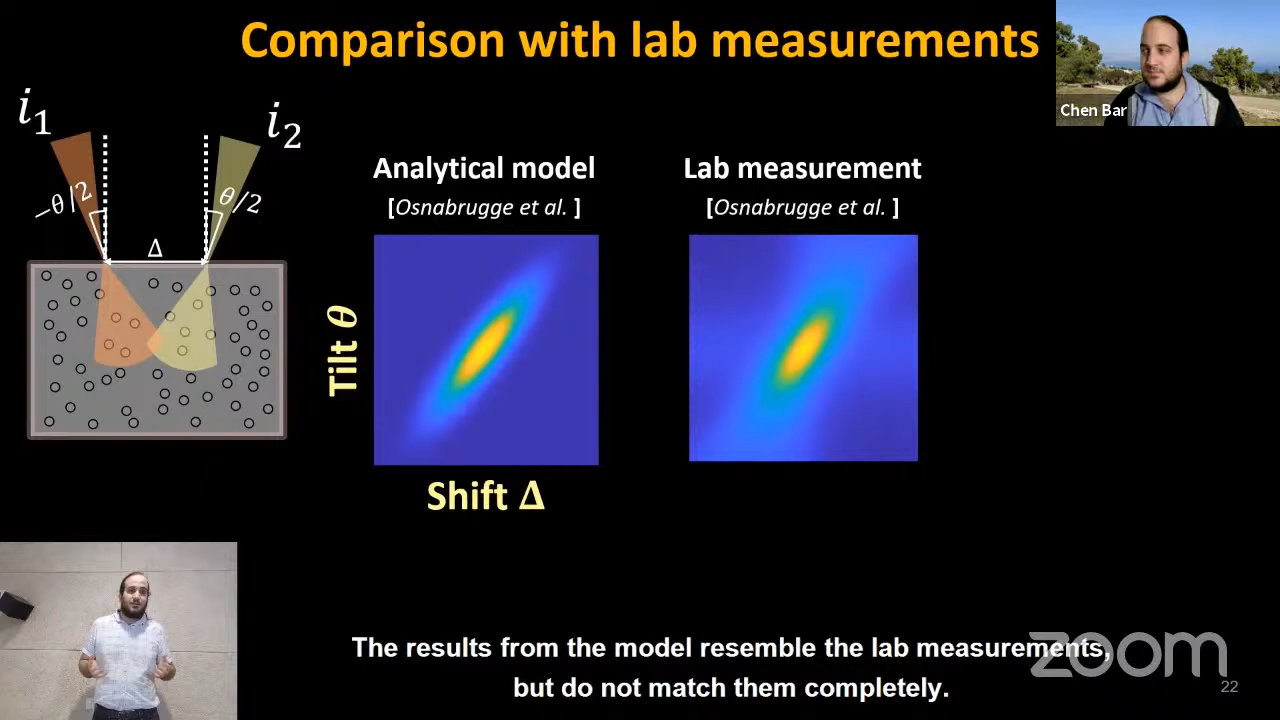 Comparison with lab measurements
Chen Bar
i₁
i₂
−θ/2
θ/2
Δ
Analytical model
[Osnabrugge et al. ]
Lab measurement
[Osnabrugge et al. ]
Tilt θ
Shift Δ
The results from the model resemble the lab measurements,
but do not match them completely.
zoom
22